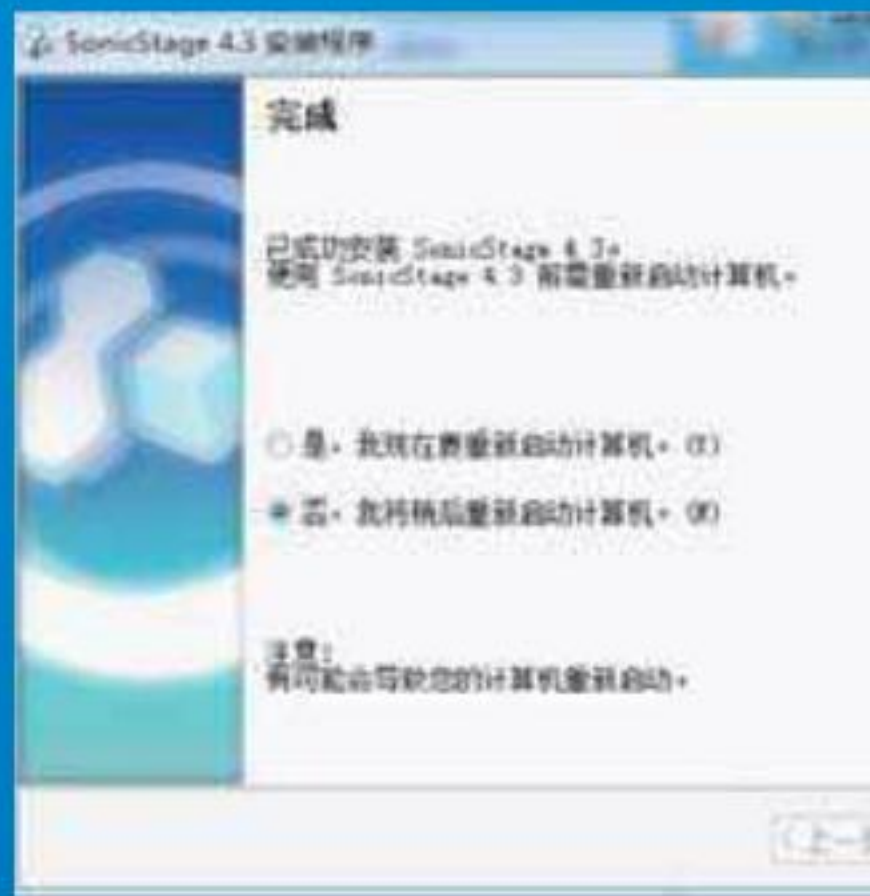 SonicStage 4.3 安装程序
完成
已成功安装 SonicStage 4.3。
使用 SonicStage 4.3 前需重新启动计算机。
是，我现在要重新启动计算机。(Y)
否，我将稍后重新启动计算机。(R)
注意：
有可能会导致您的计算机重新启动。
上一